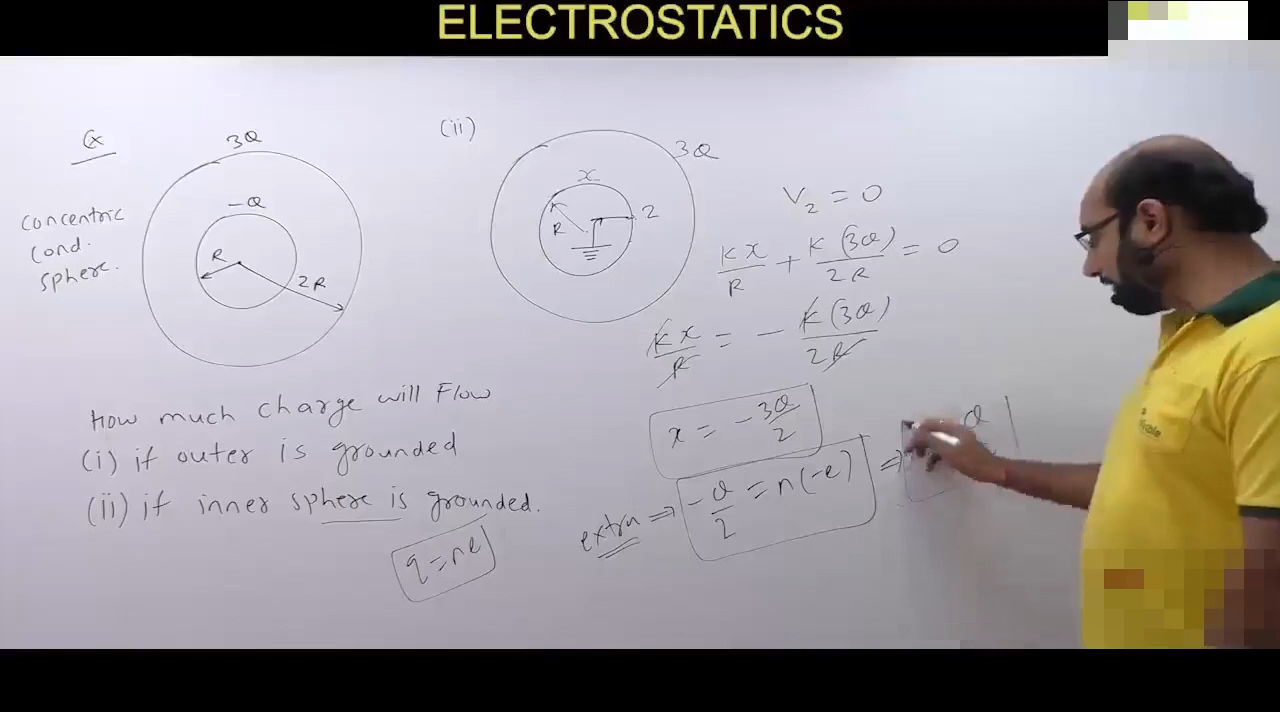 ELECTROSTATICS
Ex
3Q
-Q
R
2R
concentric
cond.
sphere.
How much charge will Flow
(i) if outer is grounded
(ii) if inner sphere is grounded.
q = ne
(ii)
3Q
x
R
2
V₂ = 0
Kx/R + K(3Q)/2R = 0
Kx/R = - K(3Q)/2R
x = - 3Q/2
extra ⇒ -Q/2 = n(-e) ⇒
Q